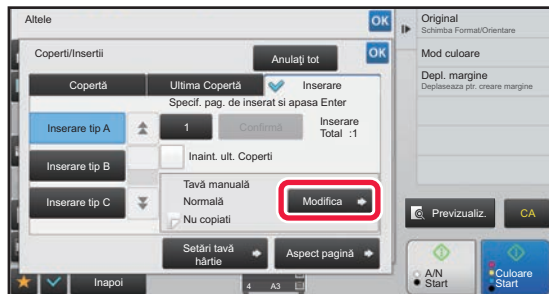 Altele
OK
Coperti/Insertii
Anulați tot
OK
Copertă
Ultima Copertă
Inserare
Specif. pag. de inserat si apasa Enter
Inserare tip A
1
Confirmă
Inserare
Total :1
Inserare tip B
Inaint. ult. Coperti
Inserare tip C
Tavă manuală
Normală
Nu copiati
Modifica
Setări tavă
hârtie
Aspect pagină
Inapoi
4 A3
Original
Schimba Format/Orientare
Mod culoare
Depl. margine
Deplaseaza ptr. creare margine
Previzualiz.
CA
A/N
Start
Culoare
Start